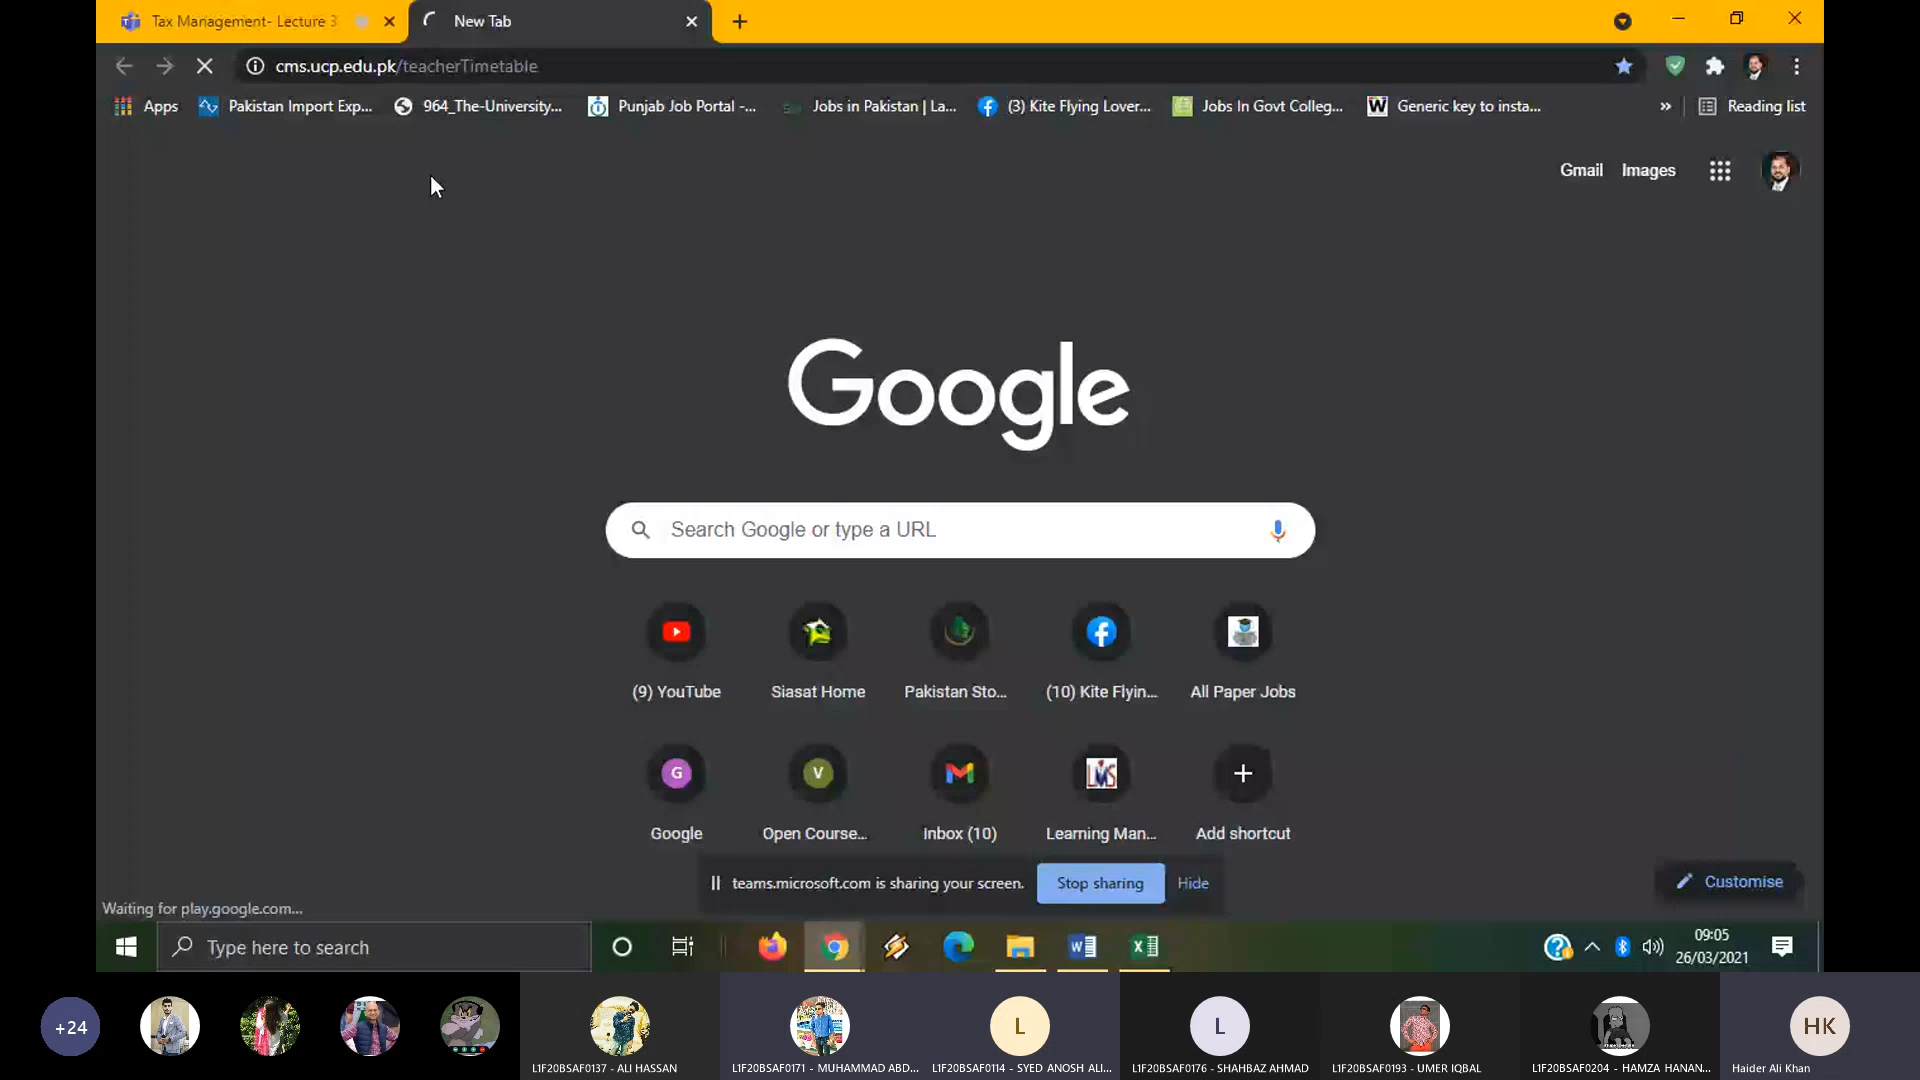 Tax Management- Lecture 3
New Tab
cms.ucp.edu.pk/teacherTimetable
Apps
Pakistan Import Exp...
964_The-University...
Punjab Job Portal -...
Jobs in Pakistan | La...
(3) Kite Flying Lover...
Jobs In Govt Colleg...
W
Generic key to insta...
»
Reading list
Gmail
Images
Google
Search Google or type a URL
(9) YouTube
Siasat Home
Pakistan Sto...
(10) Kite Flyin...
All Paper Jobs
G
V
LMS
Google
Open Course...
Inbox (10)
Learning Man...
Add shortcut
teams.microsoft.com is sharing your screen.
Stop sharing
Hide
Customise
Waiting for play.google.com...
Type here to search
09:05
26/03/2021
+24
L
L
HK
L1F20BSAF0137 - ALI HASSAN
L1F20BSAF0171 - MUHAMMAD ABD...
L1F20BSAF0114 - SYED ANOSH ALI...
L1F20BSAF0176 - SHAHBAZ AHMAD
L1F20BSAF0193 - UMER IQBAL
L1F20BSAF0204 - HAMZA HANAN...
Haider Ali Khan